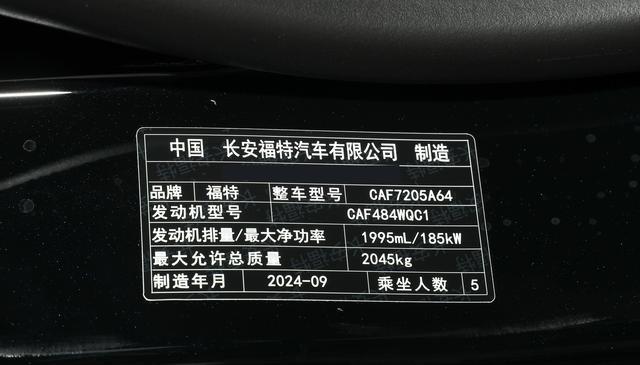 中国 长安福特汽车有限公司 制造
品牌 福特 整车型号 CAF7205A64
发动机型号 CAF484WQC1
发动机排量/最大净功率 1995mL/185kW
最大允许总质量 2045kg
制造年月 2024-09 乘坐人数 5